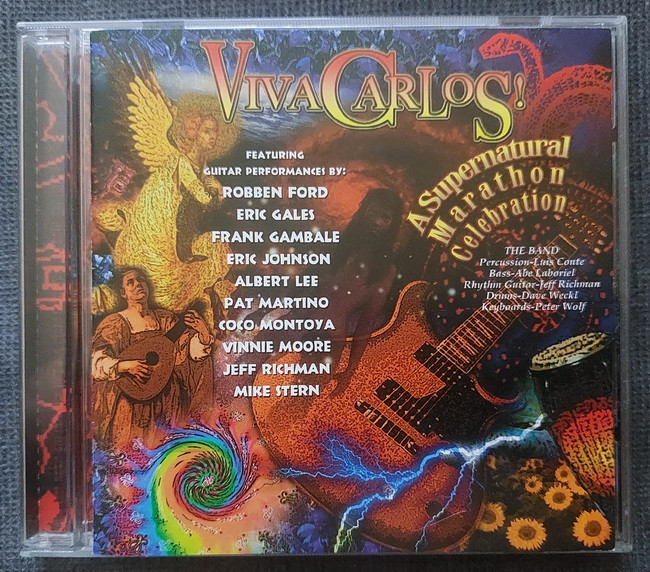 VIVA CARLOS!
FEATURING
GUITAR PERFORMANCES BY:
ROBBEN FORD
ERIC GALES
FRANK GAMBALE
ERIC JOHNSON
ALBERT LEE
PAT MARTINO
COCO MONTOYA
VINNIE MOORE
JEFF RICHMAN
MIKE STERN
A Supernatural
Marathon
Celebration
THE BAND
Percussion-Luis Conte
Bass-Abe Laboriel
Rhythm Guitar-Jeff Richman
Drums-Dave Weckl
Keyboards-Peter Wolf